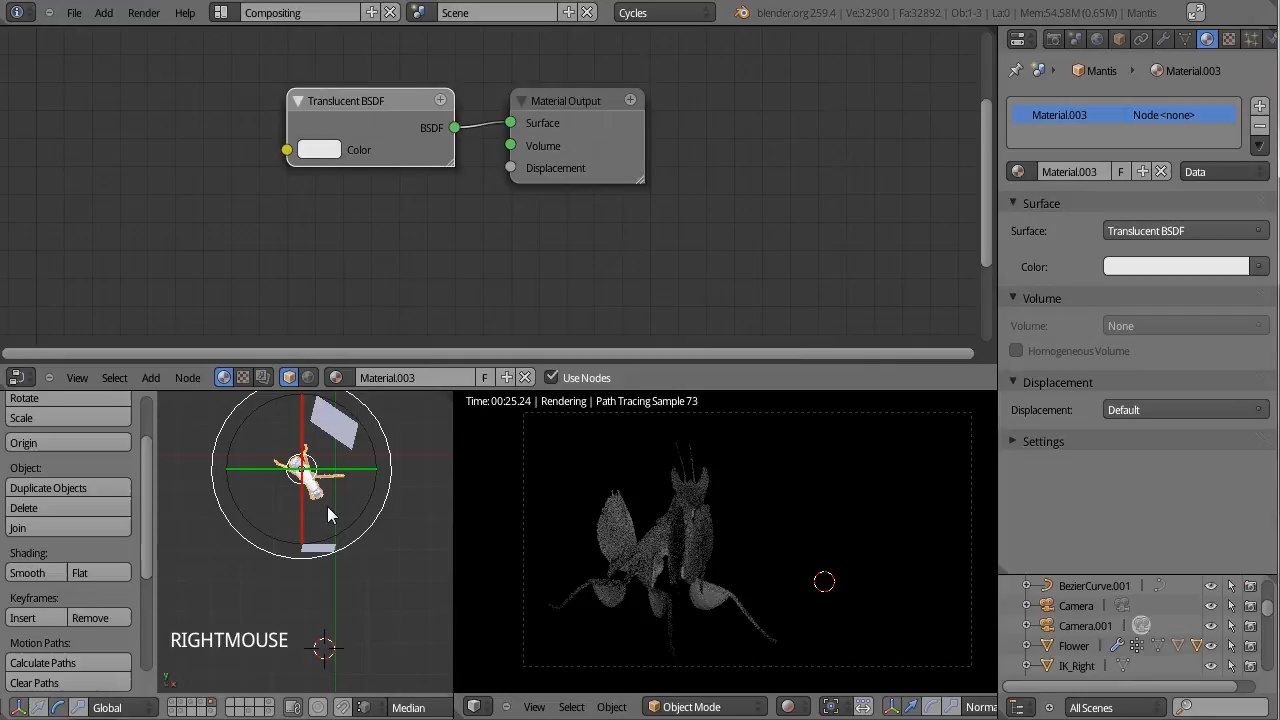 File Add Render Help Compositing Scene Cycles blender.org 259.4 | Ve:32900 | Fa:32892 | Ob:1-3 | La:0 | Mem:54.58M (0.65M) | Mantis
Translucent BSDF
BSDF
Color
Material Output
Surface
Volume
Displacement
Mantis Material.003
Material.003 Node <none>
Material.003 F Data
Surface
Surface: Translucent BSDF
Color:
Volume
Volume: None
Homogeneous Volume
Displacement
Displacement: Default
Settings
View Select Add Node Material.003 F Use Nodes
Rotate
Scale
Origin
Object:
Duplicate Objects
Delete
Join
Shading:
Smooth Flat
Keyframes:
Insert Remove
Motion Paths:
Calculate Paths
Clear Paths
RIGHTMOUSE
Time: 00:25.24 | Rendering | Path Tracing Sample 73
BezierCurve.001
Camera
Camera.001
Flower
IK_Right
Global Median
View Select Object Object Mode Norma
All Scenes